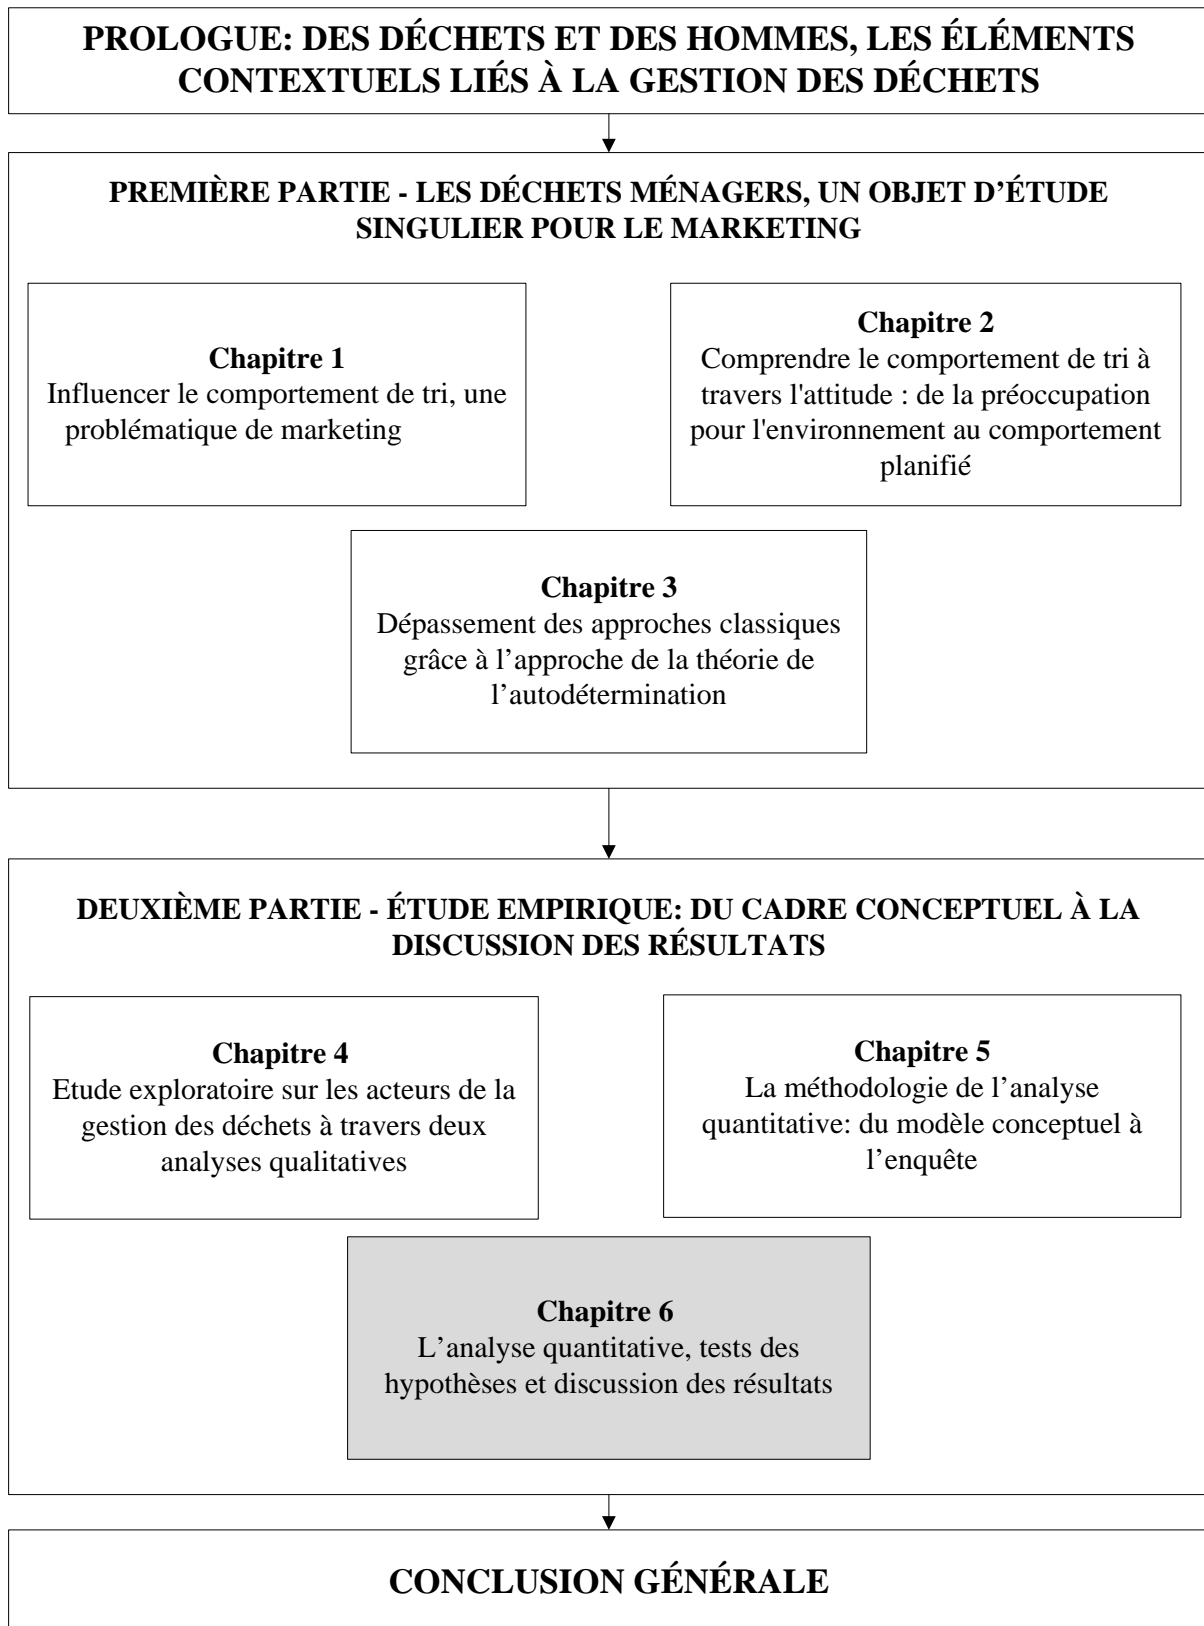 PROLOGUE: DES DÉCHETS ET DES HOMMES, LES ÉLÉMENTS
CONTEXTUELS LIÉS À LA GESTION DES DÉCHETS
PREMIÈRE PARTIE - LES DÉCHETS MÉNAGERS, UN OBJET D’ÉTUDE
SINGULIER POUR LE MARKETING
Chapitre 1
Influencer le comportement de tri, une
problématique de marketing
Chapitre 2
Comprendre le comportement de tri à
travers l'attitude : de la préoccupation
pour l'environnement au comportement
planifié
Chapitre 3
Dépassement des approches classiques
grâce à l’approche de la théorie de
l’autodétermination
DEUXIÈME PARTIE - ÉTUDE EMPIRIQUE: DU CADRE CONCEPTUEL À LA
DISCUSSION DES RÉSULTATS
Chapitre 4
Etude exploratoire sur les acteurs de la
gestion des déchets à travers deux
analyses qualitatives
Chapitre 5
La méthodologie de l’analyse
quantitative: du modèle conceptuel à
l’enquête
Chapitre 6
L’analyse quantitative, tests des
hypothèses et discussion des résultats
CONCLUSION GÉNÉRALE